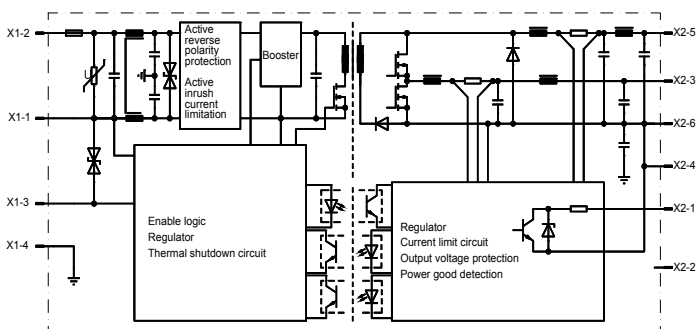 X1-2
X1-1
X1-3
X1-4
Active
reverse
polarity
protection
Active
inrush
current
limitation
Booster
Enable logic
Regulator
Thermal shutdown circuit
Regulator
Current limit circuit
Output voltage protection
Power good detection
X2-5
X2-3
X2-6
X2-4
X2-1
X2-2